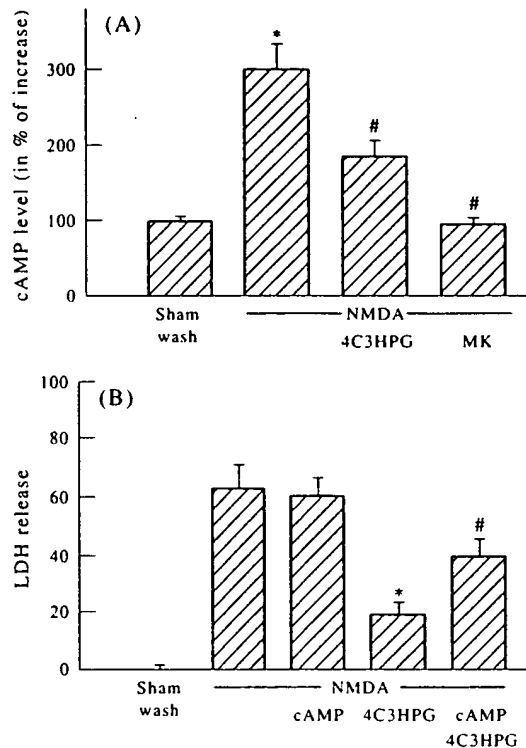 (A)
cAMP level (in % of increase)
300
200
100
0
*
#
#
Sham
wash
NMDA
4C3HPG
MK
(B)
LDH release
100
80
60
40
20
0
*
#
Sham
wash
NMDA
cAMP
4C3HPG
cAMP
4C3HPG